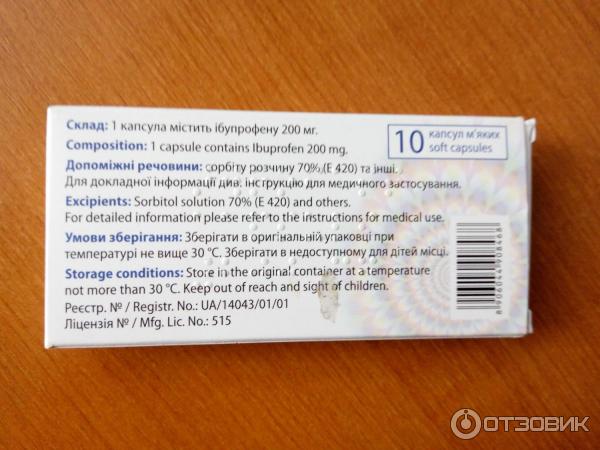 Склад: 1 капсула містить ібупрофену 200 мг.
Composition: 1 capsule contains Ibuprofen 200 mg.
10 капсул м'яких
soft capsules
Допоміжні речовини: сорбіту розчину 70% (Е 420) та інші.
Для докладної інформації див. інструкцію для медичного застосування.
Excipients: Sorbitol solution 70% (E 420) and others.
For detailed information please refer to the instructions for medical use.
Умови зберігання: Зберігати в оригінальній упаковці при
температурі не вище 30 °С. Зберігати в недоступному для дітей місці.
Storage conditions: Store in the original container at a temperature
not more than 30 °C. Keep out of reach and sight of children.
Реєстр. № / Registr. No.: UA/14043/01/01
Ліцензія № / Mfg. Lic. No.: 515
8906044708468
ОТЗОВИК